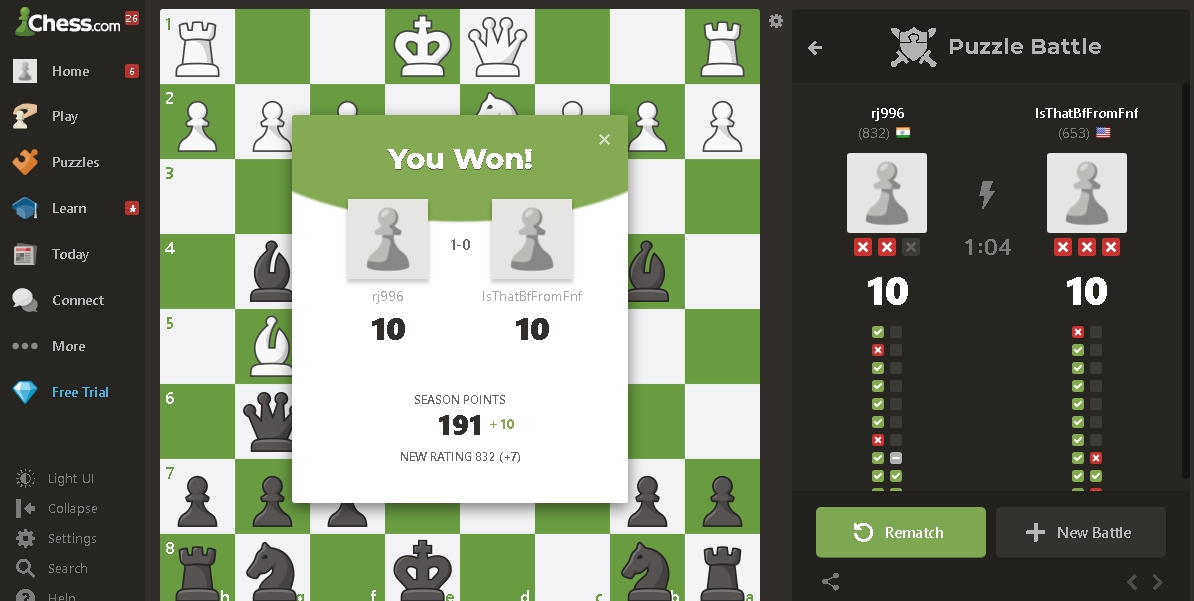 Chess.com 26
Home 6
Play
Puzzles
Learn
Today
Connect
More
Free Trial
Light UI
Collapse
Settings
Search
Help
1
2
3
4
5
6
7
8
h g f e d c b a
You Won!
×
1-0
rj996 IsThatBfFromFnf
10 10
SEASON POINTS
191 +10
NEW RATING 832 (+7)
Puzzle Battle
rj996 IsThatBfFromFnf
(832) (653)
1:04
10 10
Rematch
New Battle